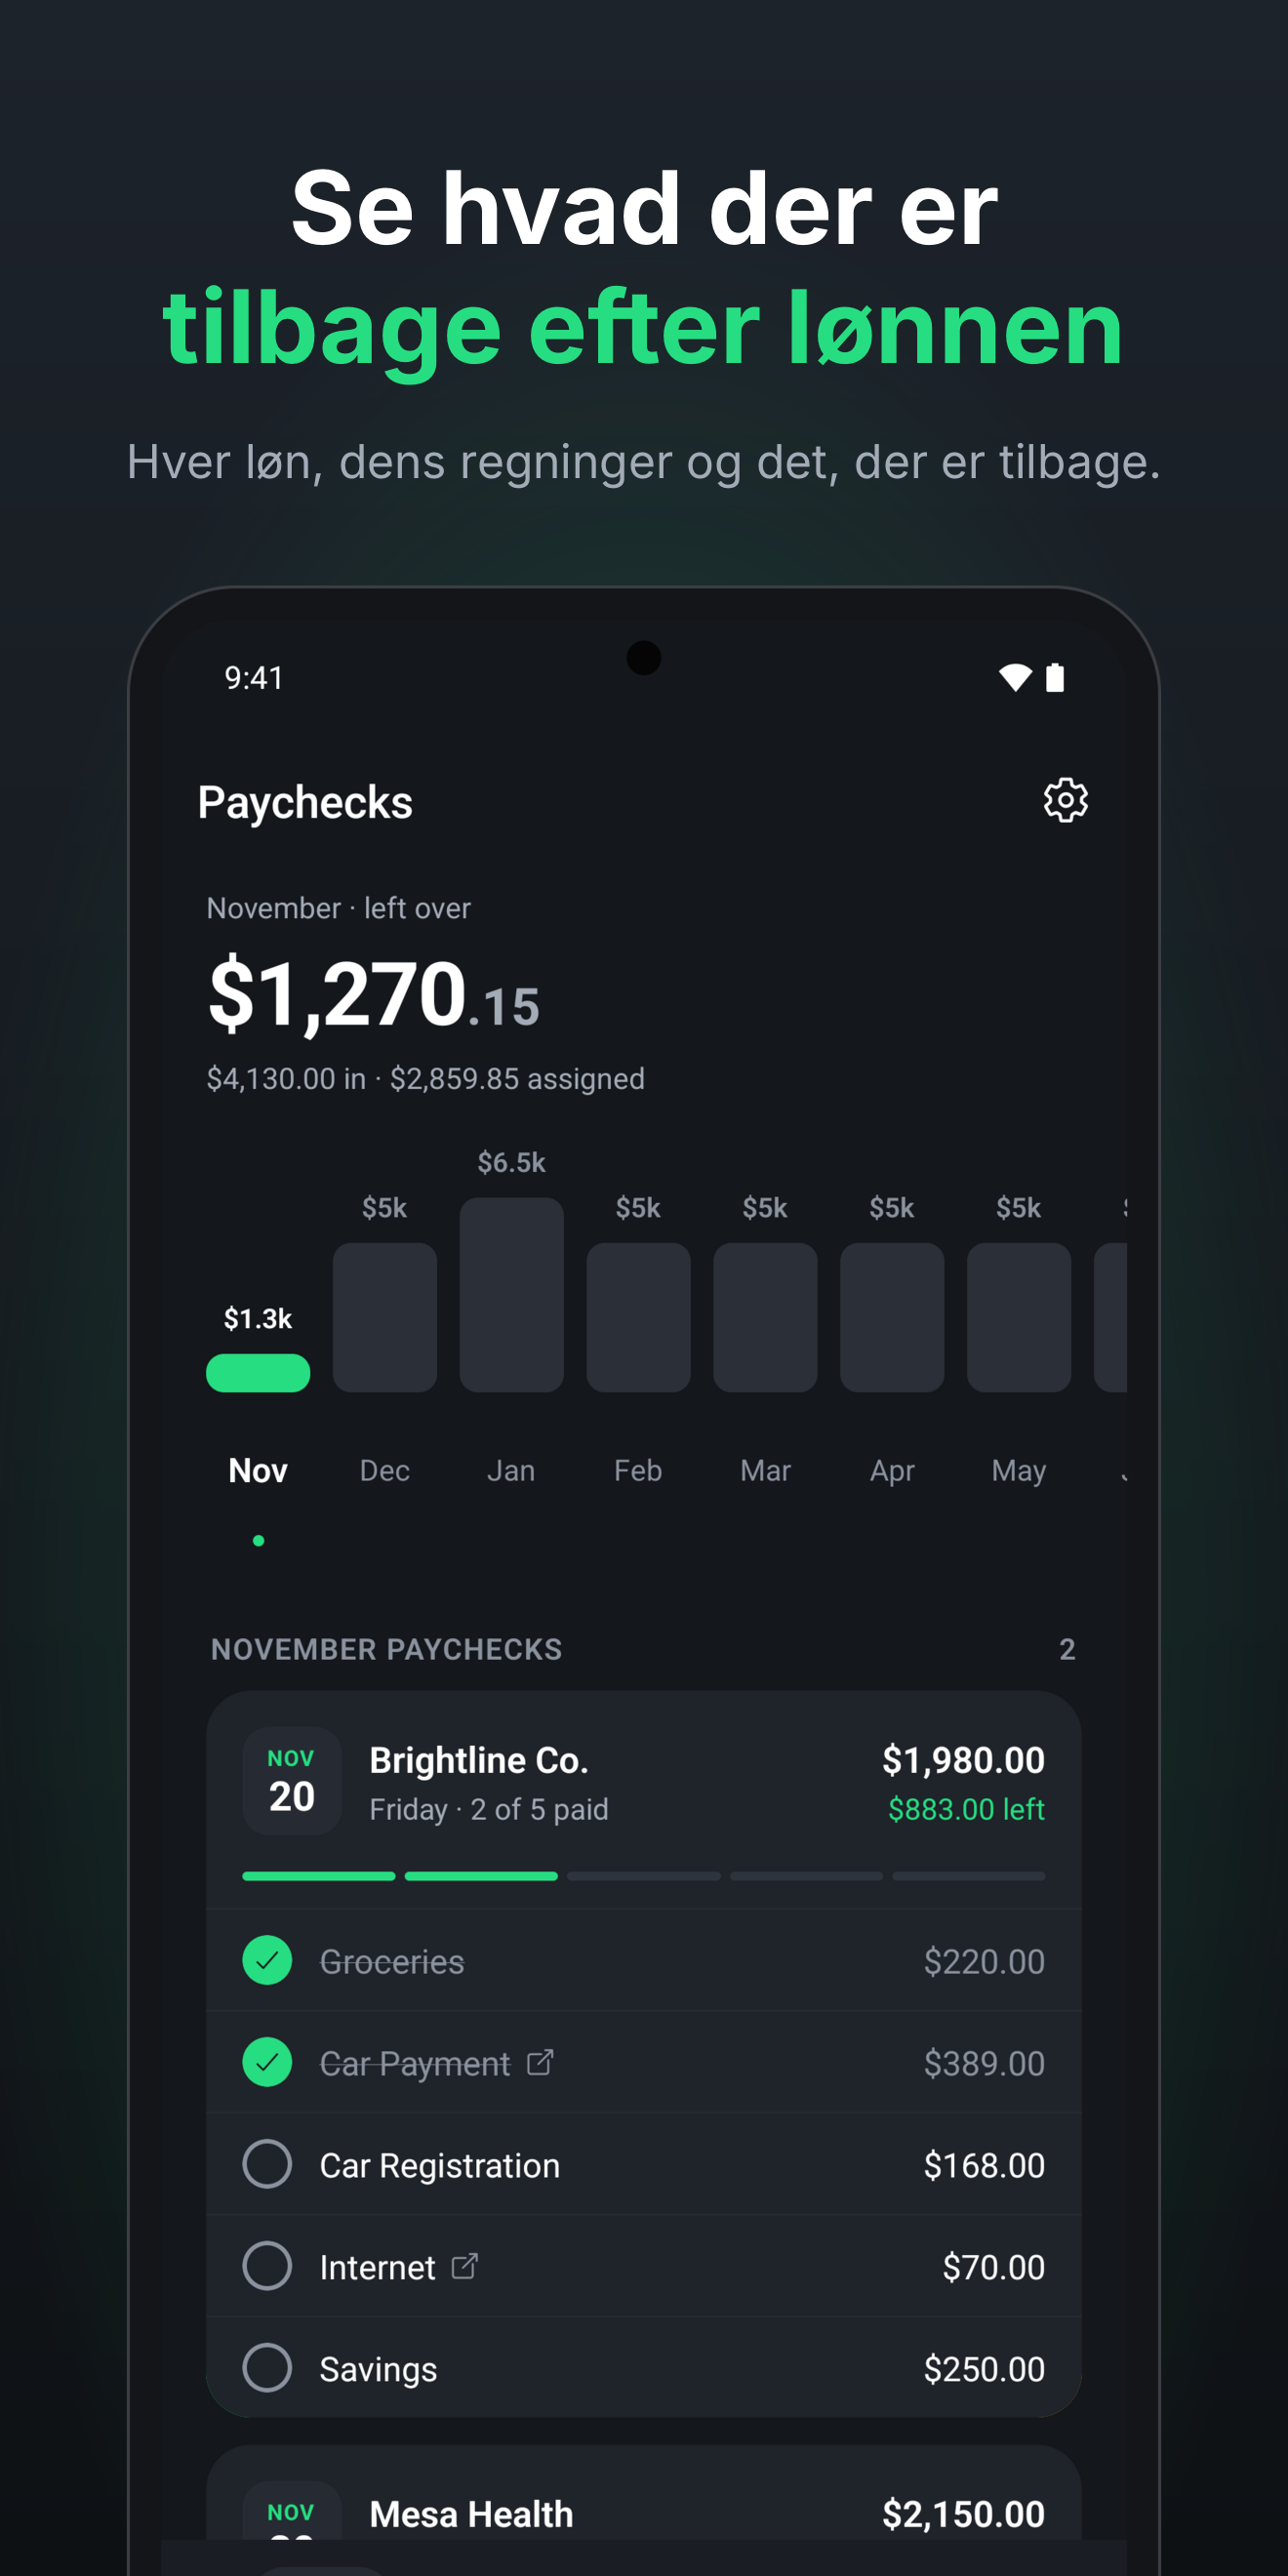 Se hvad der er
tilbage efter lønnen
Hver løn, dens regninger og det, der er tilbage.
9:41
Paychecks
November · left over
$1,270.15
$4,130.00 in · $2,859.85 assigned
$1.3k $5k $6.5k $5k $5k $5k $5k
Nov Dec Jan Feb Mar Apr May
NOVEMBER PAYCHECKS 2
NOV
20
Brightline Co. $1,980.00
Friday · 2 of 5 paid $883.00 left
Groceries $220.00
Car Payment $389.00
Car Registration $168.00
Internet $70.00
Savings $250.00
NOV
Mesa Health $2,150.00